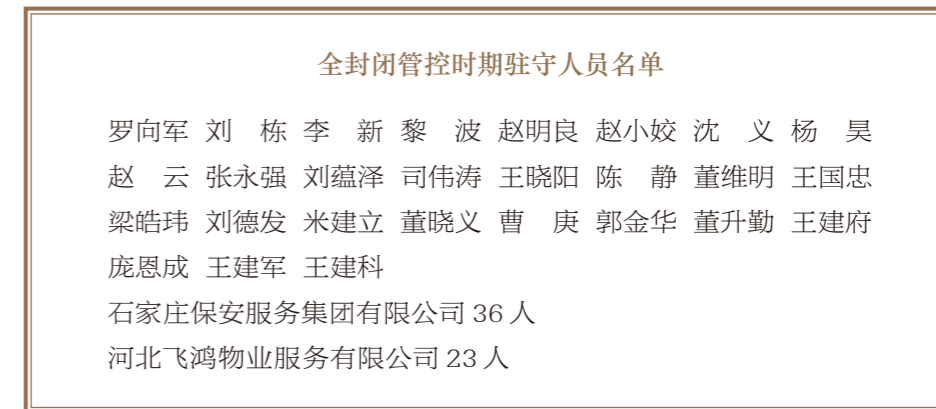 全封闭管控时期驻守人员名单
罗向军 刘　栋 李　新 黎　波 赵明良 赵小姣 沈　义 杨　昊
赵　云 张永强 刘蕴泽 司伟涛 王晓阳 陈　静 董维明 王国忠
梁皓玮 刘德发 米建立 董晓义 曹　庚 郭金华 董升勤 王建府
庞恩成 王建军 王建科
石家庄保安服务集团有限公司 36 人
河北飞鸿物业服务有限公司 23 人